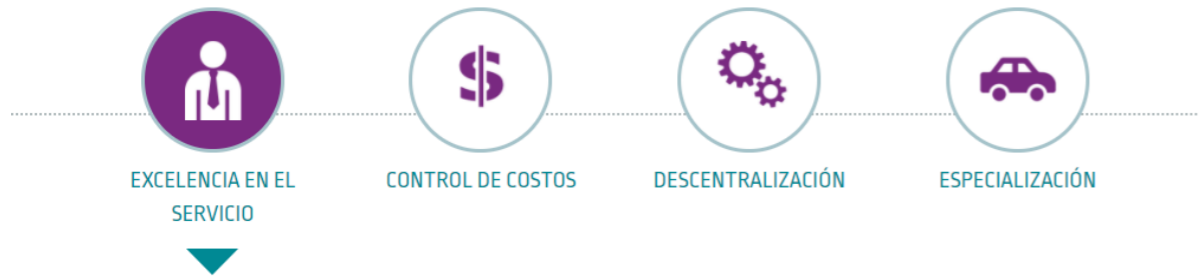 EXCELENCIA EN EL
SERVICIO
CONTROL DE COSTOS
DESCENTRALIZACIÓN
ESPECIALIZACIÓN